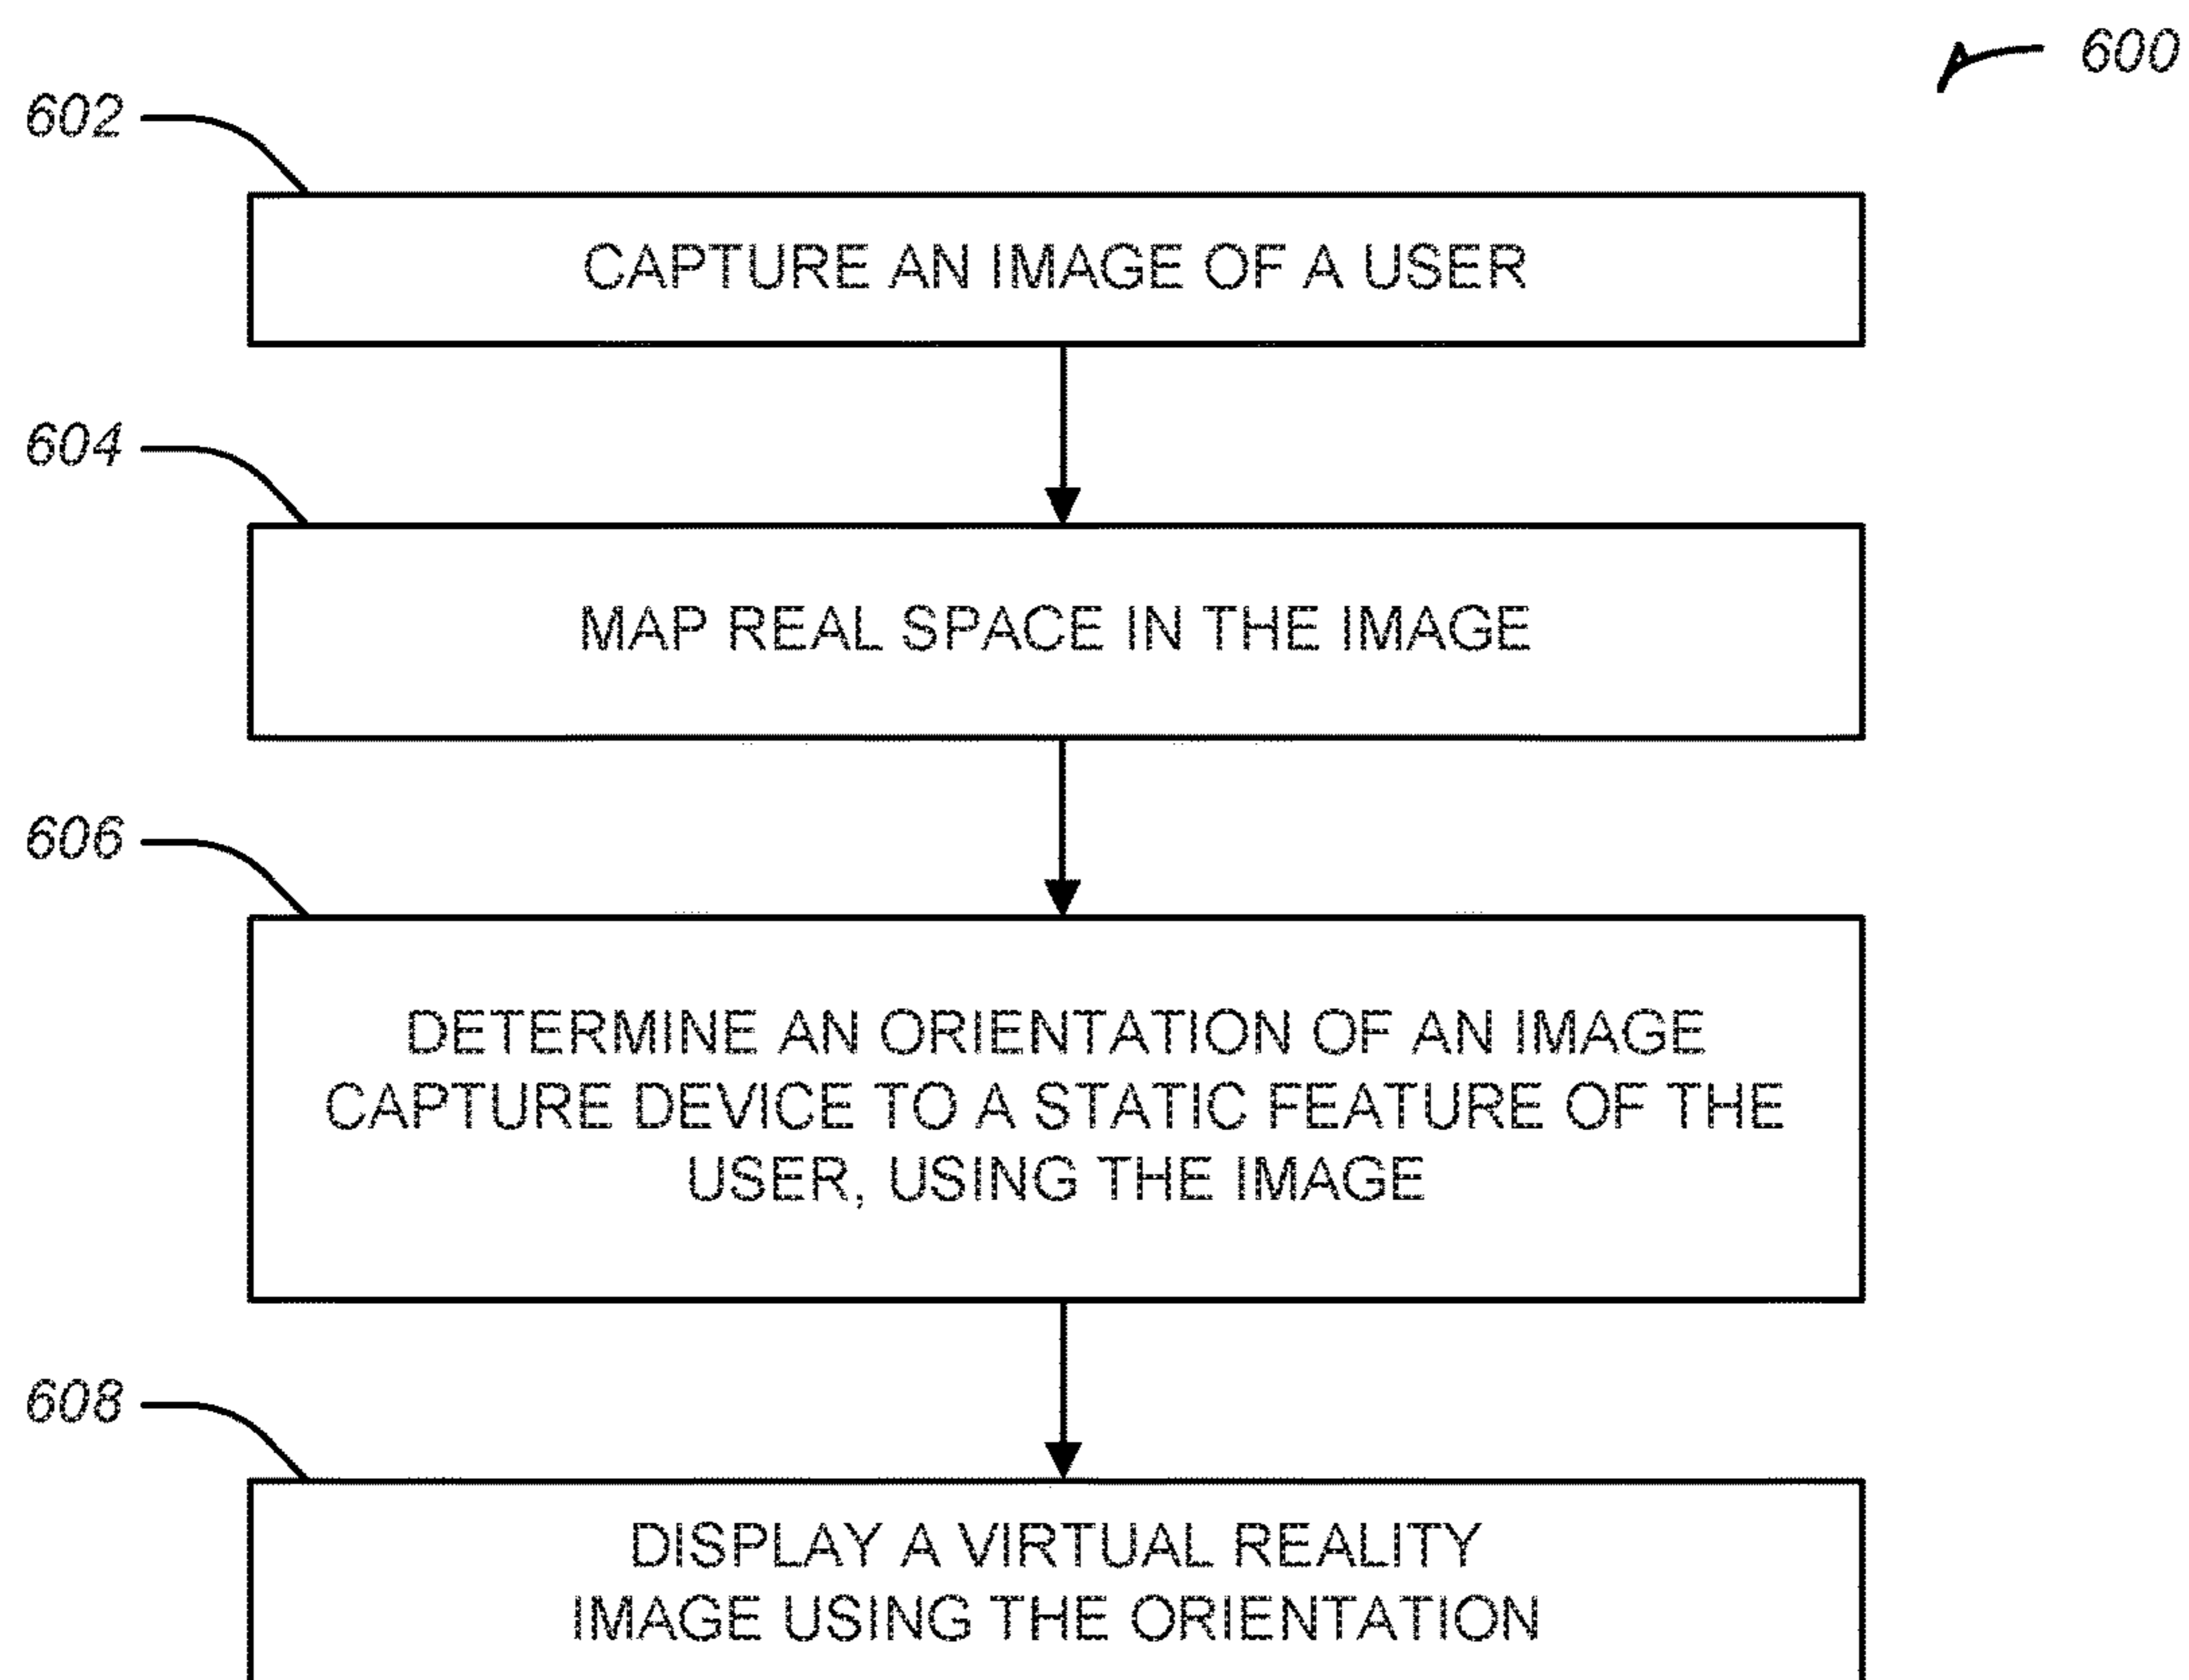 600
602
CAPTURE AN IMAGE OF A USER
604
MAP REAL SPACE IN THE IMAGE
606
DETERMINE AN ORIENTATION OF AN IMAGE
CAPTURE DEVICE TO A STATIC FEATURE OF THE
USER, USING THE IMAGE
608
DISPLAY A VIRTUAL REALITY
IMAGE USING THE ORIENTATION